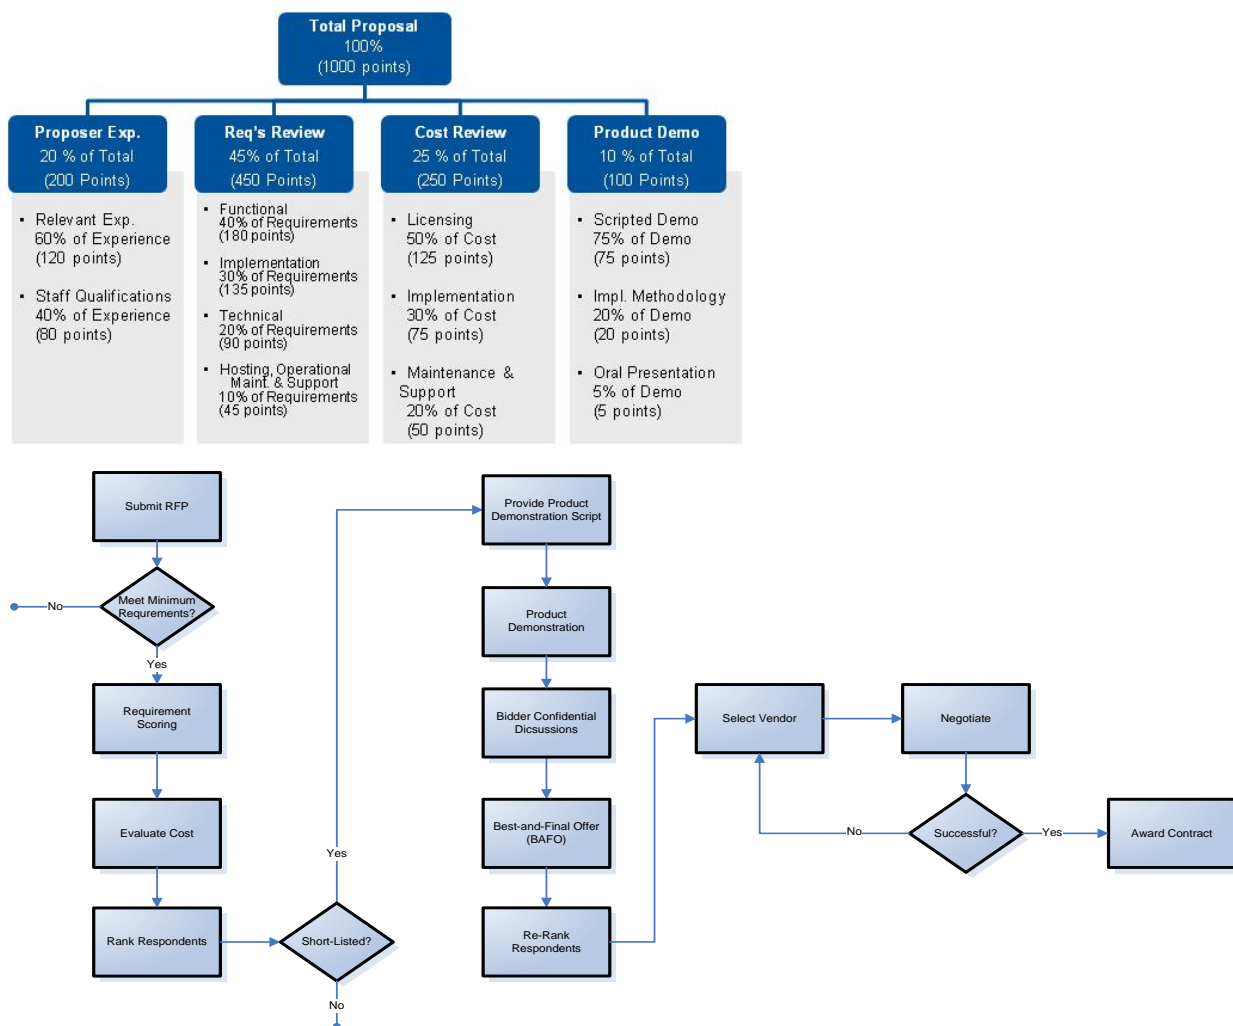 Total Proposal
100%
(1000 points)
Proposer Exp.
20 % of Total
(200 Points)
▪ Relevant Exp.
60% of Experience
(120 points)
▪ Staff Qualifications
40% of Experience
(80 points)
Req's Review
45% of Total
(450 Points)
▪ Functional
40% of Requirements
(180 points)
▪ Implementation
30% of Requirements
(135 points)
▪ Technical
20% of Requirements
(90 points)
▪ Hosting, Operational
Maint. & Support
10% of Requirements
(45 points)
Cost Review
25 % of Total
(250 Points)
▪ Licensing
50% of Cost
(125 points)
▪ Implementation
30% of Cost
(75 points)
▪ Maintenance &
Support
20% of Cost
(50 points)
Product Demo
10 % of Total
(100 Points)
▪ Scripted Demo
75% of Demo
(75 points)
▪ Impl. Methodology
20% of Demo
(20 points)
▪ Oral Presentation
5% of Demo
(5 points)
Submit RFP
Meet Minimum
Requrements?
No
Yes
Requirement
Scoring
Evaluate Cost
Rank Respondents
Short-Listed?
Yes
No
Provide Product
Demonstration Script
Product
Demonstration
Bidder Confidential
Dicsussions
Best-and-Final Offer
(BAFO)
Re-Rank
Respondents
Select Vendor
Negotiate
Successful?
No
Yes
Award Contract